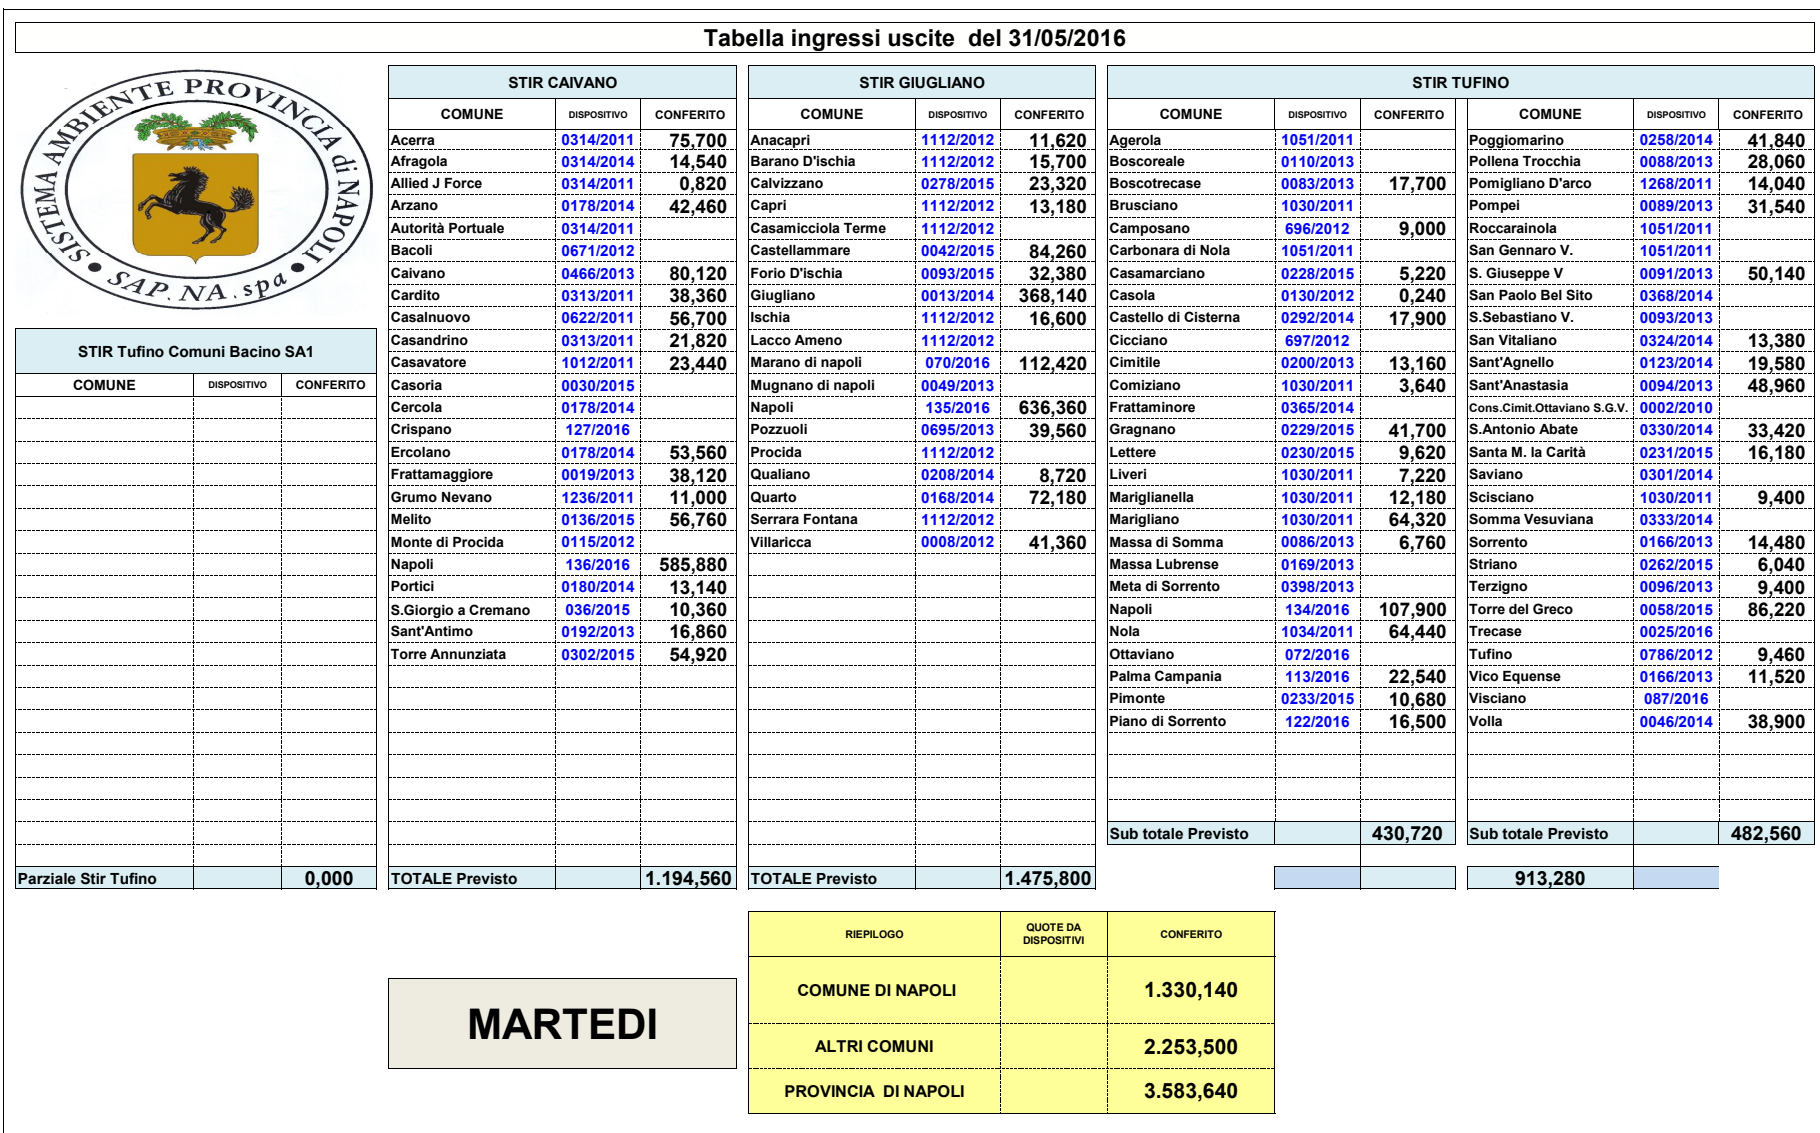 Tabella ingressi uscite del 31/05/2016
SISTEMA AMBIENTE PROVINCIA di NAPOLI
SAP.NA.spa
STIR Tufino Comuni Bacino SA1
COMUNE DISPOSITIVO CONFERITO
Parziale Stir Tufino 0,000
STIR CAIVANO
COMUNE DISPOSITIVO CONFERITO
Acerra 0314/2011 75,700
Afragola 0314/2014 14,540
Allied J Force 0314/2011 0,820
Arzano 0178/2014 42,460
Autorità Portuale 0314/2011
Bacoli 0671/2012
Caivano 0466/2013 80,120
Cardito 0313/2011 38,360
Casalnuovo 0622/2011 56,700
Casandrino 0313/2011 21,820
Casavatore 1012/2011 23,440
Casoria 0030/2015
Cercola 0178/2014
Crispano 127/2016
Ercolano 0178/2014 53,560
Frattamaggiore 0019/2013 38,120
Grumo Nevano 1236/2011 11,000
Melito 0136/2015 56,760
Monte di Procida 0115/2012
Napoli 136/2016 585,880
Portici 0180/2014 13,140
S.Giorgio a Cremano 036/2015 10,360
Sant'Antimo 0192/2013 16,860
Torre Annunziata 0302/2015 54,920
TOTALE Previsto 1.194,560
STIR GIUGLIANO
COMUNE DISPOSITIVO CONFERITO
Anacapri 1112/2012 11,620
Barano D'ischia 1112/2012 15,700
Calvizzano 0278/2015 23,320
Capri 1112/2012 13,180
Casamicciola Terme 1112/2012
Castellammare 0042/2015 84,260
Forio D'ischia 0093/2015 32,380
Giugliano 0013/2014 368,140
Ischia 1112/2012 16,600
Lacco Ameno 1112/2012
Marano di napoli 070/2016 112,420
Mugnano di napoli 0049/2013
Napoli 135/2016 636,360
Pozzuoli 0695/2013 39,560
Procida 1112/2012
Qualiano 0208/2014 8,720
Quarto 0168/2014 72,180
Serrara Fontana 1112/2012
Villaricca 0008/2012 41,360
TOTALE Previsto 1.475,800
STIR TUFINO
COMUNE DISPOSITIVO CONFERITO
Agerola 1051/2011
Boscoreale 0110/2013
Boscotrecase 0083/2013 17,700
Brusciano 1030/2011
Camposano 696/2012 9,000
Carbonara di Nola 1051/2011
Casamarciano 0228/2015 5,220
Casola 0130/2012 0,240
Castello di Cisterna 0292/2014 17,900
Cicciano 697/2012
Cimitile 0200/2013 13,160
Comiziano 1030/2011 3,640
Frattaminore 0365/2014
Gragnano 0229/2015 41,700
Lettere 0230/2015 9,620
Liveri 1030/2011 7,220
Mariglianella 1030/2011 12,180
Marigliano 1030/2011 64,320
Massa di Somma 0086/2013 6,760
Massa Lubrense 0169/2013
Meta di Sorrento 0398/2013
Napoli 134/2016 107,900
Nola 1034/2011 64,440
Ottaviano 072/2016
Palma Campania 113/2016 22,540
Pimonte 0233/2015 10,680
Piano di Sorrento 122/2016 16,500
Sub totale Previsto 430,720
COMUNE DISPOSITIVO CONFERITO
Poggiomarino 0258/2014 41,840
Pollena Trocchia 0088/2013 28,060
Pomigliano D'arco 1268/2011 14,040
Pompei 0089/2013 31,540
Roccarainola 1051/2011
San Gennaro V. 1051/2011
S. Giuseppe V 0091/2013 50,140
San Paolo Bel Sito 0368/2014
S.Sebastiano V. 0093/2013
San Vitaliano 0324/2014 13,380
Sant'Agnello 0123/2014 19,580
Sant'Anastasia 0094/2013 48,960
Cons.Cimit.Ottaviano S.G.V. 0002/2010
S.Antonio Abate 0330/2014 33,420
Santa M. la Carità 0231/2015 16,180
Saviano 0301/2014
Scisciano 1030/2011 9,400
Somma Vesuviana 0333/2014
Sorrento 0166/2013 14,480
Striano 0262/2015 6,040
Terzigno 0096/2013 9,400
Torre del Greco 0058/2015 86,220
Trecase 0025/2016
Tufino 0786/2012 9,460
Vico Equense 0166/2013 11,520
Visciano 087/2016
Volla 0046/2014 38,900
Sub totale Previsto 482,560
913,280
MARTEDI
RIEPILOGO QUOTE DA DISPOSITIVI CONFERITO
COMUNE DI NAPOLI 1.330,140
ALTRI COMUNI 2.253,500
PROVINCIA DI NAPOLI 3.583,640